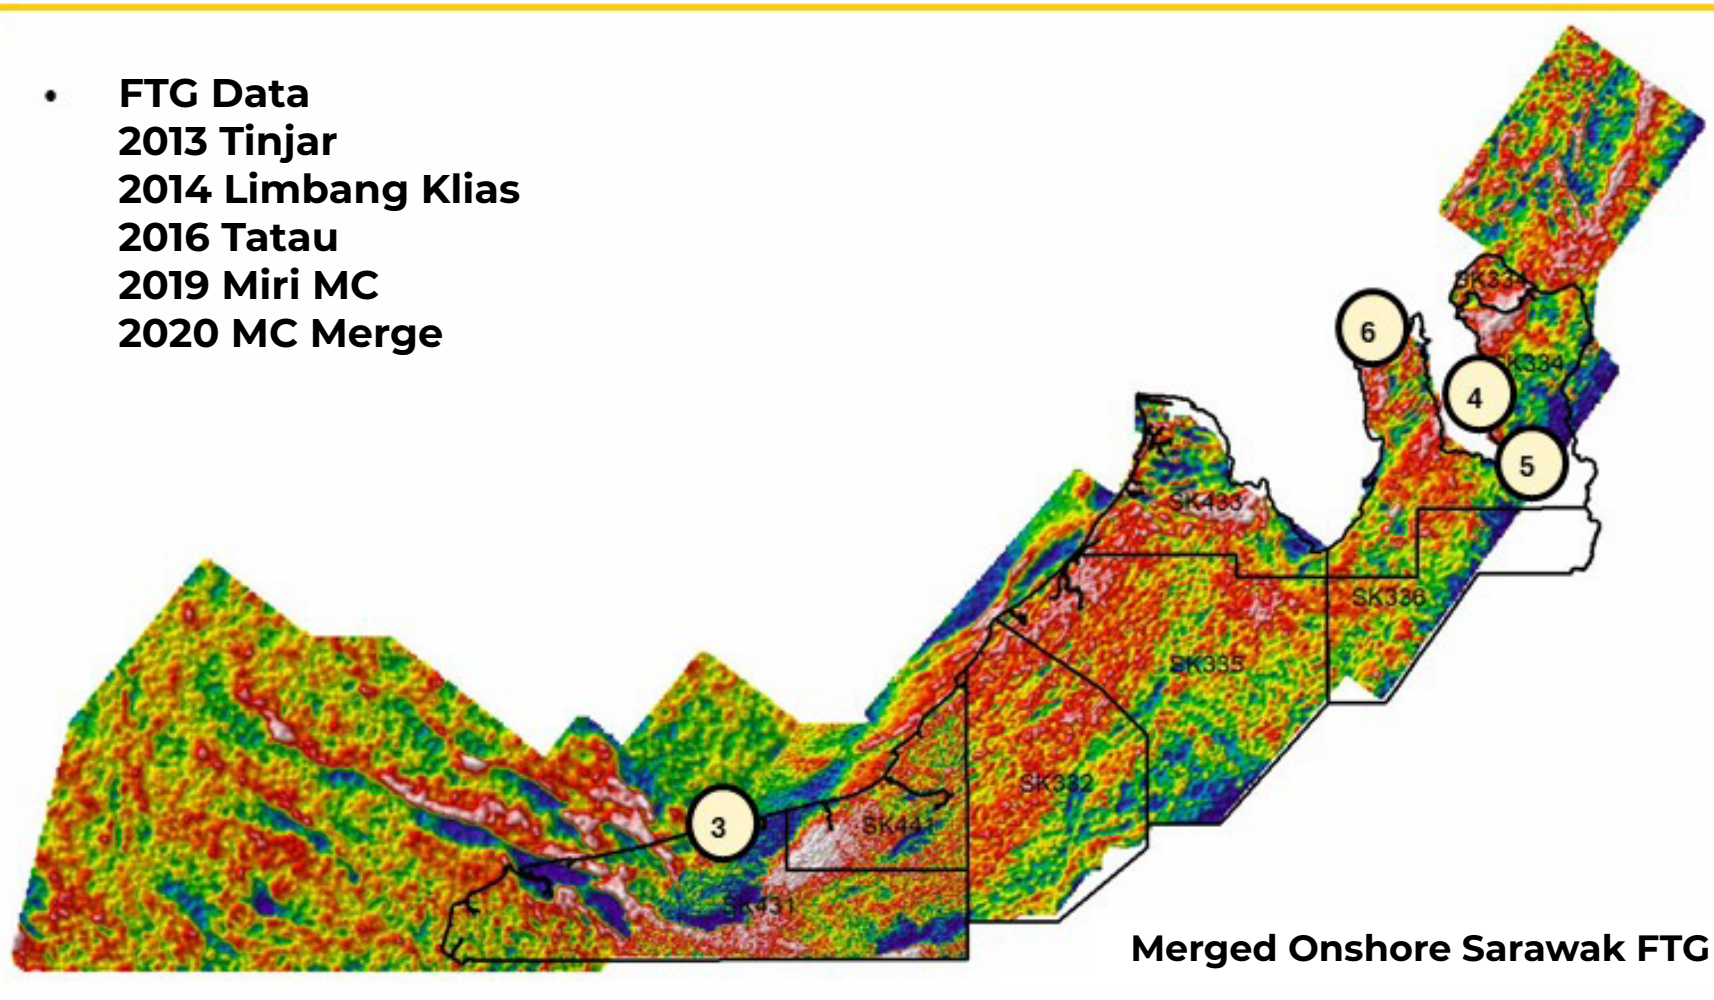 • FTG Data
2013 Tinjar
2014 Limbang Klias
2016 Tatau
2019 Miri MC
2020 MC Merge
SK334
6
SK334
4
5
SK433
SK336
SK335
SK332
3
SK441
SK431
Merged Onshore Sarawak FTG